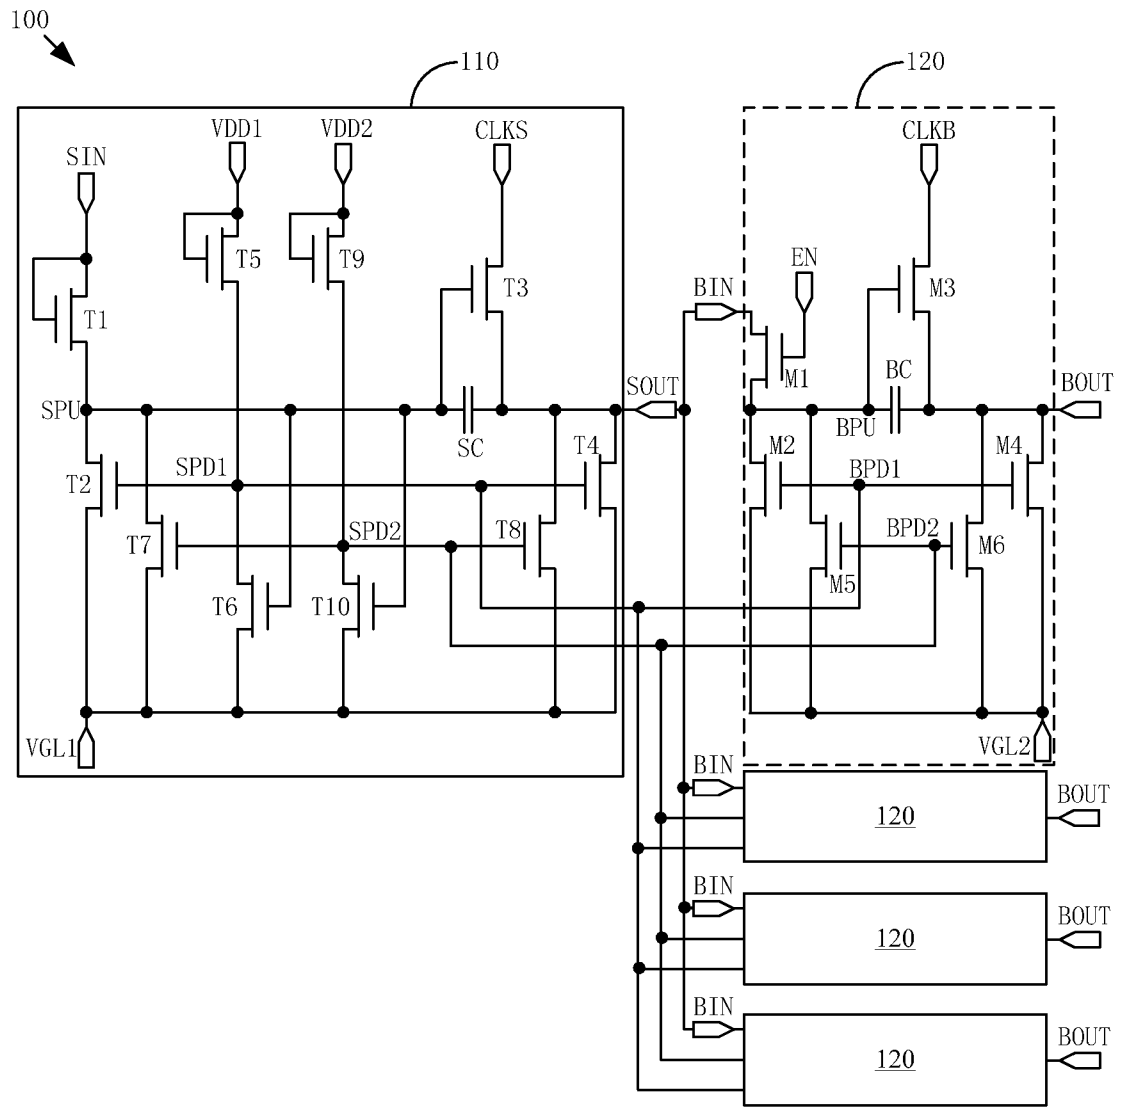 100
110
120
VDD1
VDD2
CLKS
CLKB
SIN
T5
T9
T3
EN
BIN
M3
T1
M1
BC
SPU
SOUT
BOUT
SC
BPU
T2
SPD1
T4
M2
BPD1
M4
T7
SPD2
T8
BPD2
M6
M5
T6
T10
VGL1
VGL2
BIN
120
BOUT
BIN
120
BOUT
BIN
120
BOUT